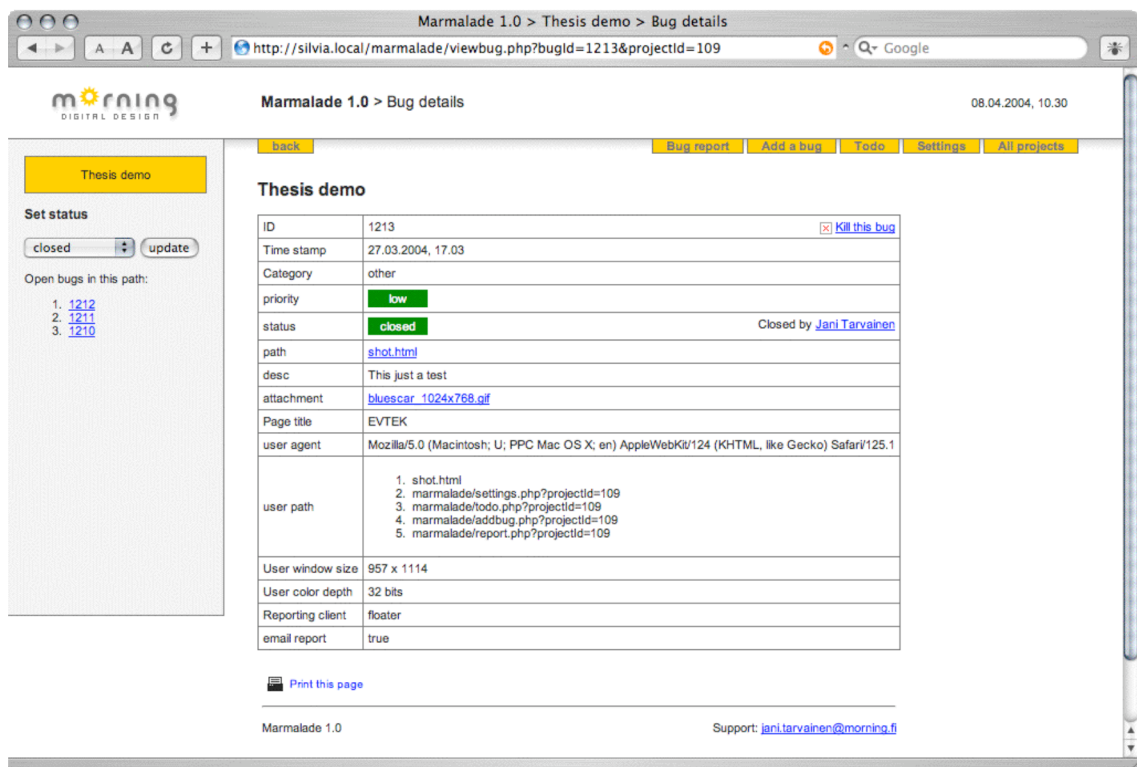 Marmalade 1.0 > Thesis demo > Bug details
A A C + http://silvia.local/marmalade/viewbug.php?bugId=1213&projectId=109 Q Google
morning
DIGITAL DESIGN
Marmalade 1.0 > Bug details
08.04.2004, 10.30
back Bug report Add a bug Todo Settings All projects
Thesis demo
Set status
closed update
Open bugs in this path:
1. 1212
2. 1211
3. 1210
Thesis demo
ID 1213 Kill this bug
Time stamp 27.03.2004, 17.03
Category other
priority low
status closed Closed by Jani Tarvainen
path shot.html
desc This just a test
attachment bluescar_1024x768.gif
Page title EVTEK
user agent Mozilla/5.0 (Macintosh; U; PPC Mac OS X; en) AppleWebKit/124 (KHTML, like Gecko) Safari/125.1
user path
1. shot.html
2. marmalade/settings.php?projectId=109
3. marmalade/todo.php?projectId=109
4. marmalade/addbug.php?projectId=109
5. marmalade/report.php?projectId=109
User window size 957 x 1114
User color depth 32 bits
Reporting client floater
email report true
Print this page
Marmalade 1.0 Support: jani.tarvainen@morning.fi